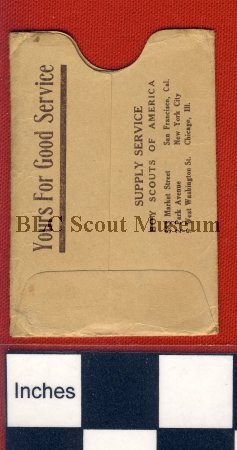 Yours For Good Service
SUPPLY SERVICE
BOY SCOUTS OF AMERICA
Market Street San Francisco, Cal.
Park Avenue New York City
West Washington St. Chicago, Ill.
BLC Scout Museum
Inches